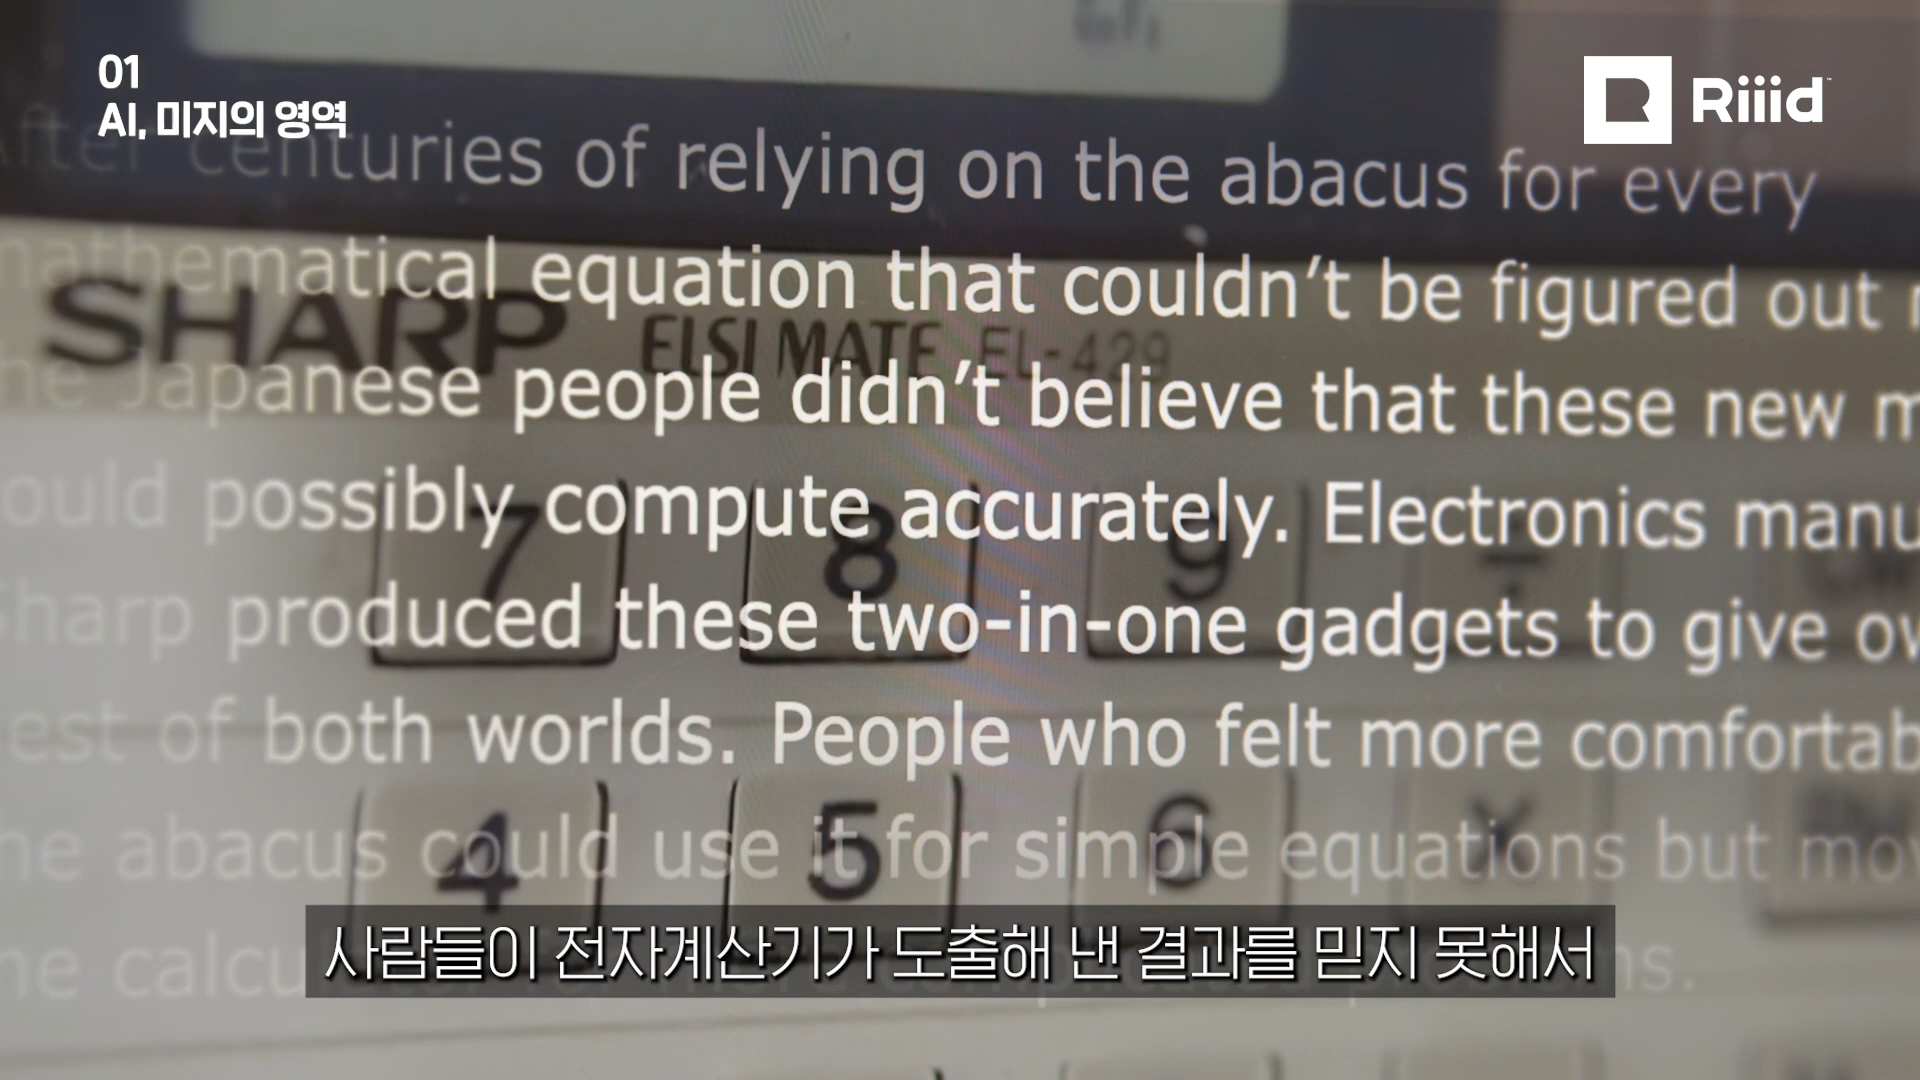 01
AI, 미지의 영역
Riiid
After centuries of relying on the abacus for every
mathematical equation that couldn't be figured out
SHARP ELSI MATE EL-429
Japanese people didn't believe that these new
possibly compute accurately. Electronics
Sharp produced these two-in-one gadgets to give
of both worlds. People who felt more
7 8 9 ÷
abacus could use it for simple equations but
4 5 6 ×
사람들이 전자계산기가 도출해 낸 결과를 믿지 못해서